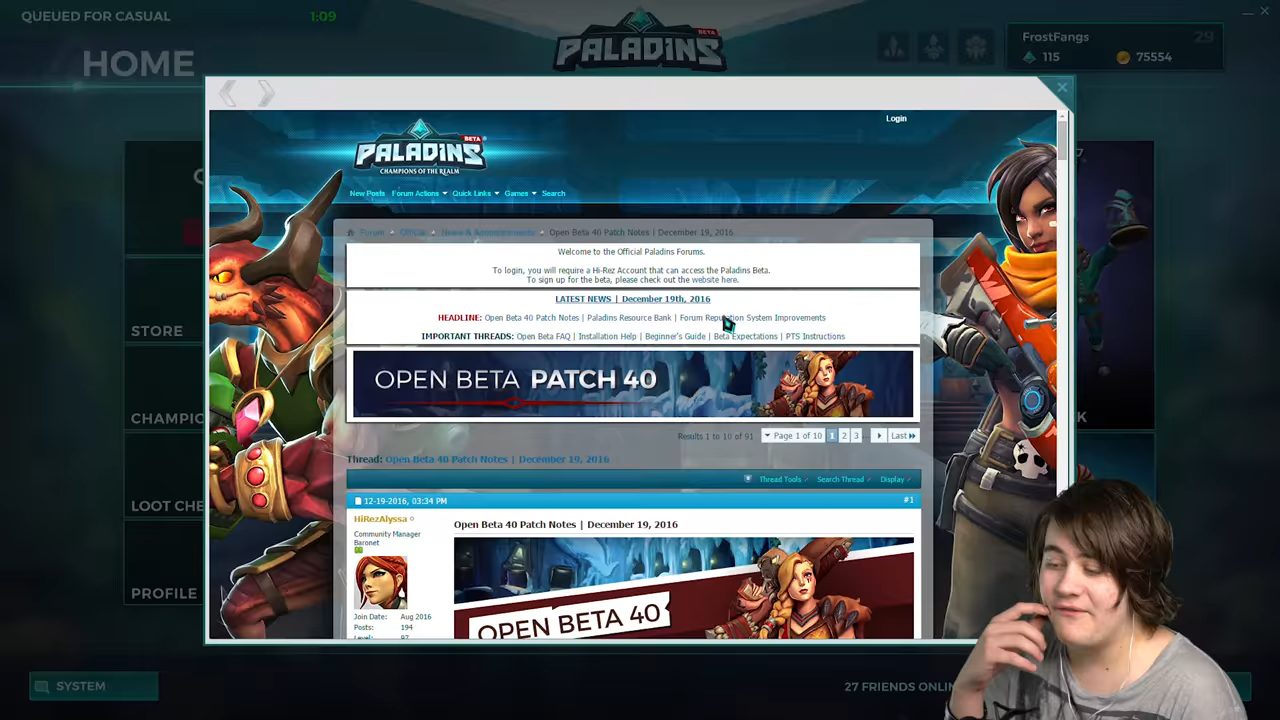 QUEUED FOR CASUAL 1:09
HOME
PALADINS BETA
FrostFangs 29
115 75554
Login
PALADINS BETA
CHAMPIONS OF THE REALM
New Posts Forum Actions Quick Links Games Search
Forum Official News & Announcements Open Beta 40 Patch Notes | December 19, 2016
Welcome to the Official Paladins Forums.
To login, you will require a Hi-Rez Account that can access the Paladins Beta.
To sign up for the beta, please check out the website here.
LATEST NEWS | December 19th, 2016
HEADLINE: Open Beta 40 Patch Notes | Paladins Resource Bank | Forum Reputation System Improvements
IMPORTANT THREADS: Open Beta FAQ | Installation Help | Beginner's Guide | Beta Expectations | PTS Instructions
OPEN BETA PATCH 40
Results 1 to 10 of 91 Page 1 of 10 1 2 3 ... Last
Thread: Open Beta 40 Patch Notes | December 19, 2016
Thread Tools Search Thread Display
12-19-2016, 03:34 PM #1
HiRezAlyssa
Community Manager
Baronet
Open Beta 40 Patch Notes | December 19, 2016
OPEN BETA 40
Join Date: Aug 2016
Posts: 194
Level: 97
STORE
CHAMPIO
LOOT CHE
PROFILE
K
SYSTEM
27 FRIENDS ONLIN